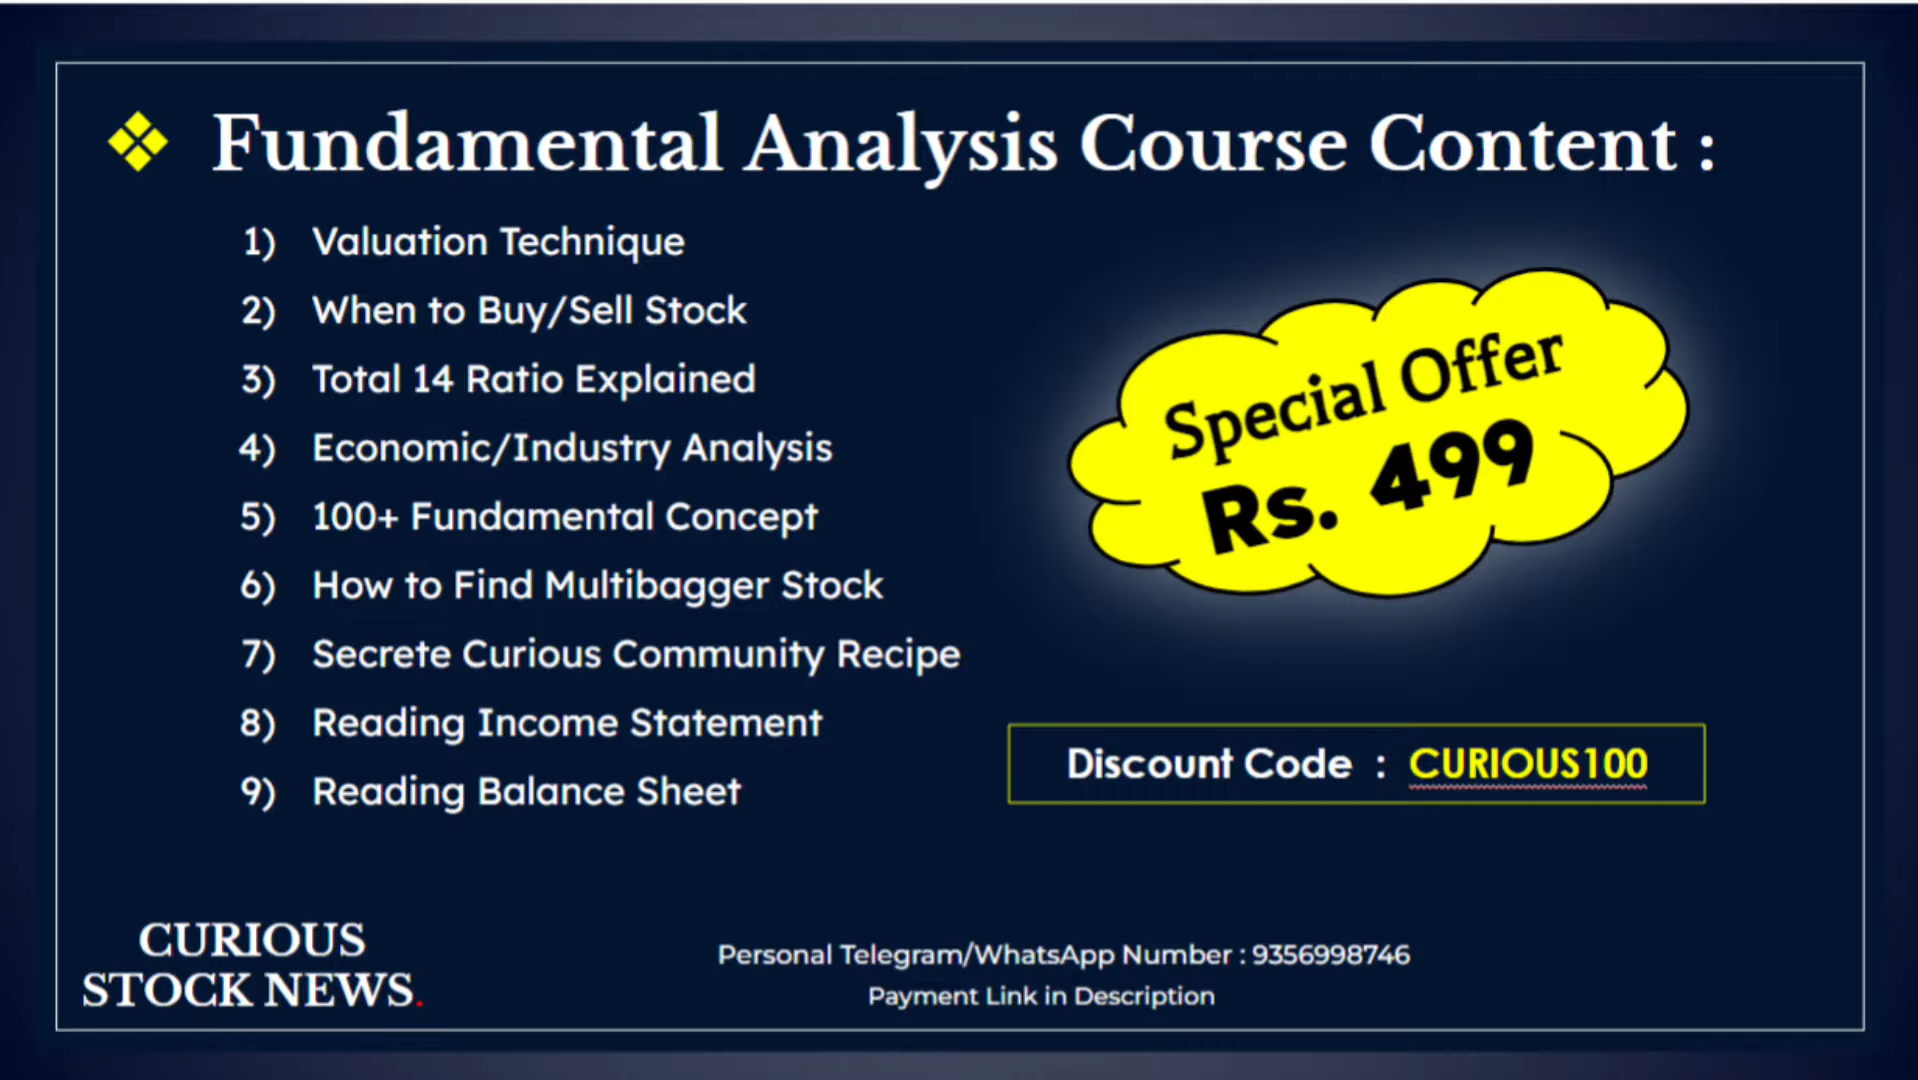 Fundamental Analysis Course Content :
1) Valuation Technique
2) When to Buy/Sell Stock
3) Total 14 Ratio Explained
4) Economic/Industry Analysis
5) 100+ Fundamental Concept
6) How to Find Multibagger Stock
7) Secrete Curious Community Recipe
8) Reading Income Statement
9) Reading Balance Sheet
Special Offer
Rs. 499
Discount Code : CURIOUS100
CURIOUS
STOCK NEWS.
Personal Telegram/WhatsApp Number : 9356998746
Payment Link in Description